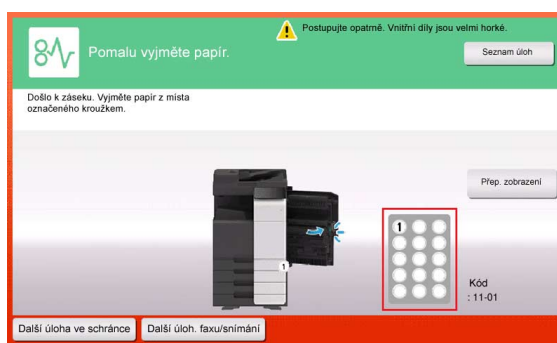 Postupujte opatrně. Vnitřní díly jsou velmi horké.
Pomalu vyjměte papír.
Seznam úloh
Došlo k záseku. Vyjměte papír z místa
označeného kroužkem.
Přep. zobrazení
1
1
Kód
: 11-01
Další úloha ve schránce
Další úloh. faxu/snímání